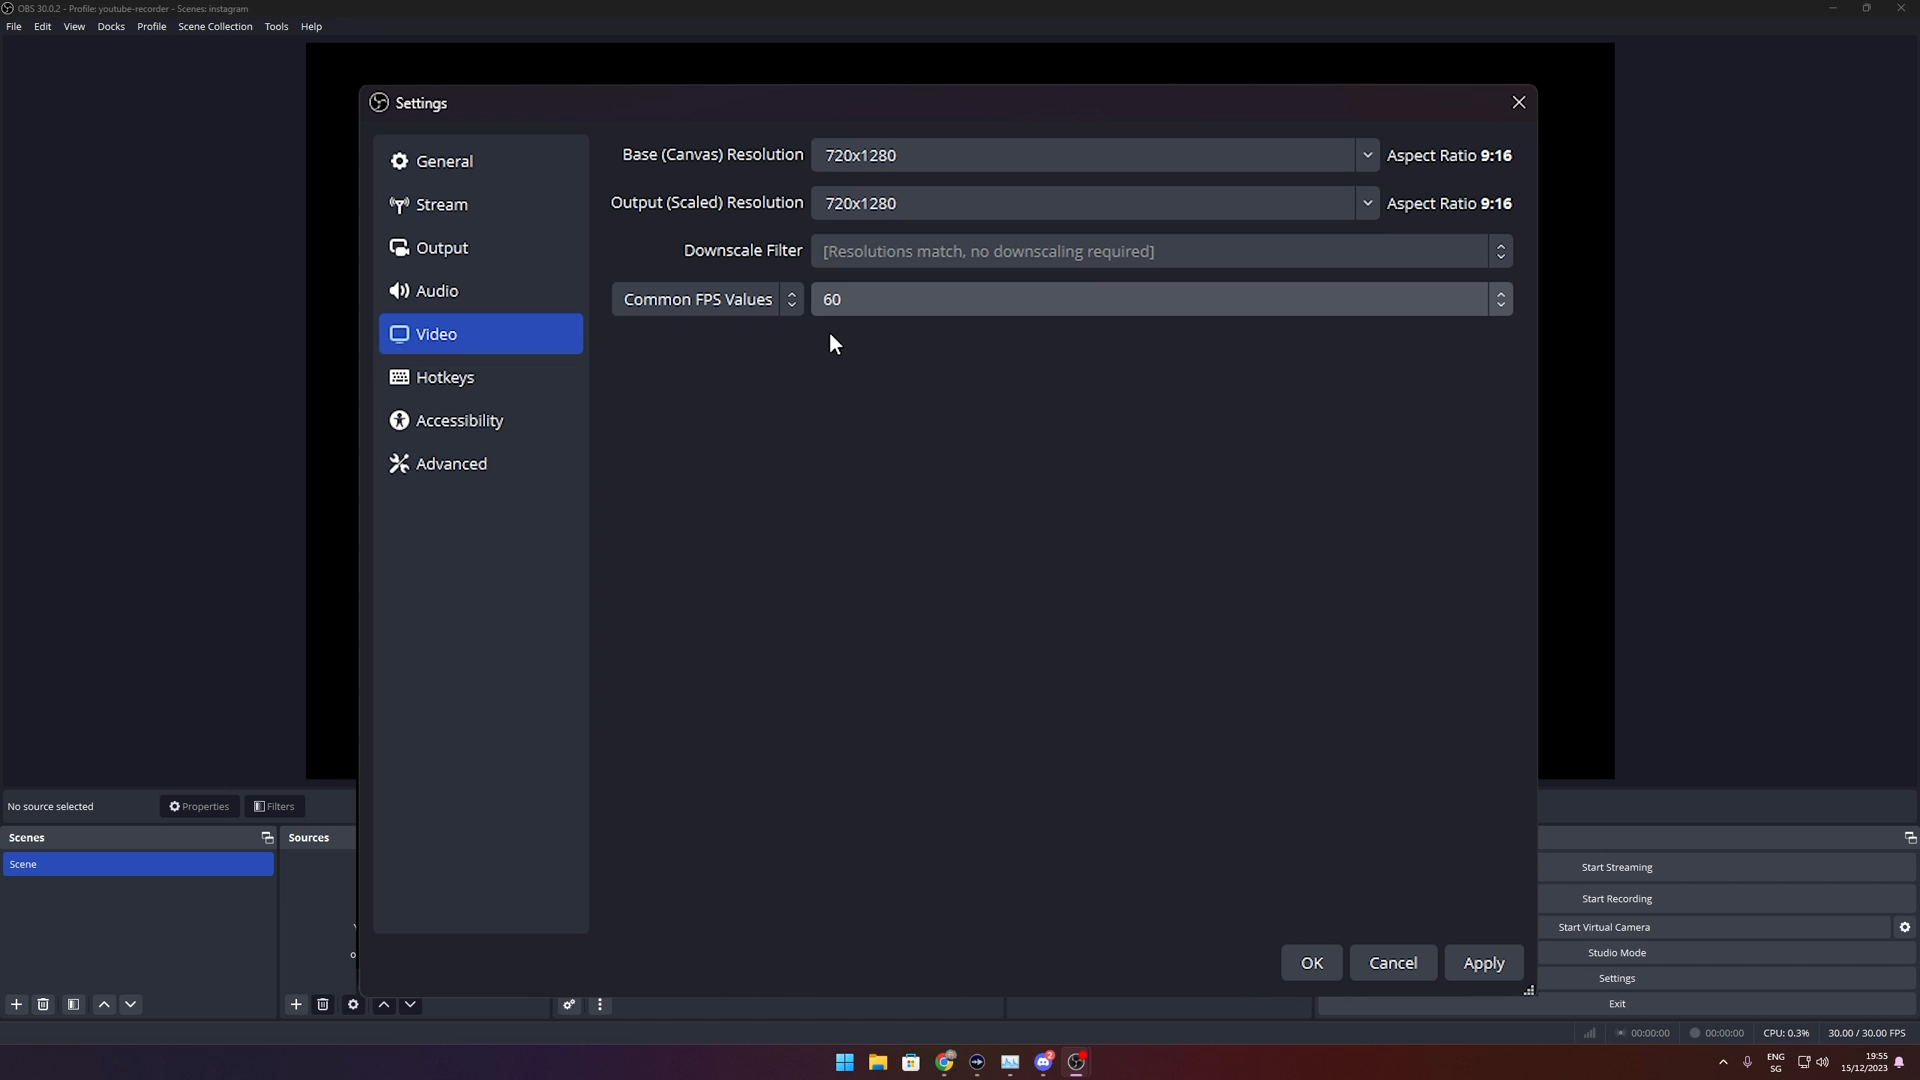 OBS 30.0.2 - Profile: youtube-recorder - Scenes: instagram
File Edit View Docks Profile Scene Collection Tools Help
Settings
General
Stream
Output
Audio
Video
Hotkeys
Accessibility
Advanced
Base (Canvas) Resolution 720x1280 Aspect Ratio 9:16
Output (Scaled) Resolution 720x1280 Aspect Ratio 9:16
Downscale Filter [Resolutions match, no downscaling required]
Common FPS Values 60
OK Cancel Apply
No source selected Properties Filters
Scenes
Scene
Sources
Start Streaming
Start Recording
Start Virtual Camera
Studio Mode
Settings
Exit
00:00:00 00:00:00 CPU: 0.3% 30.00 / 30.00 FPS
2
ENG
SG
19:55
15/12/2023